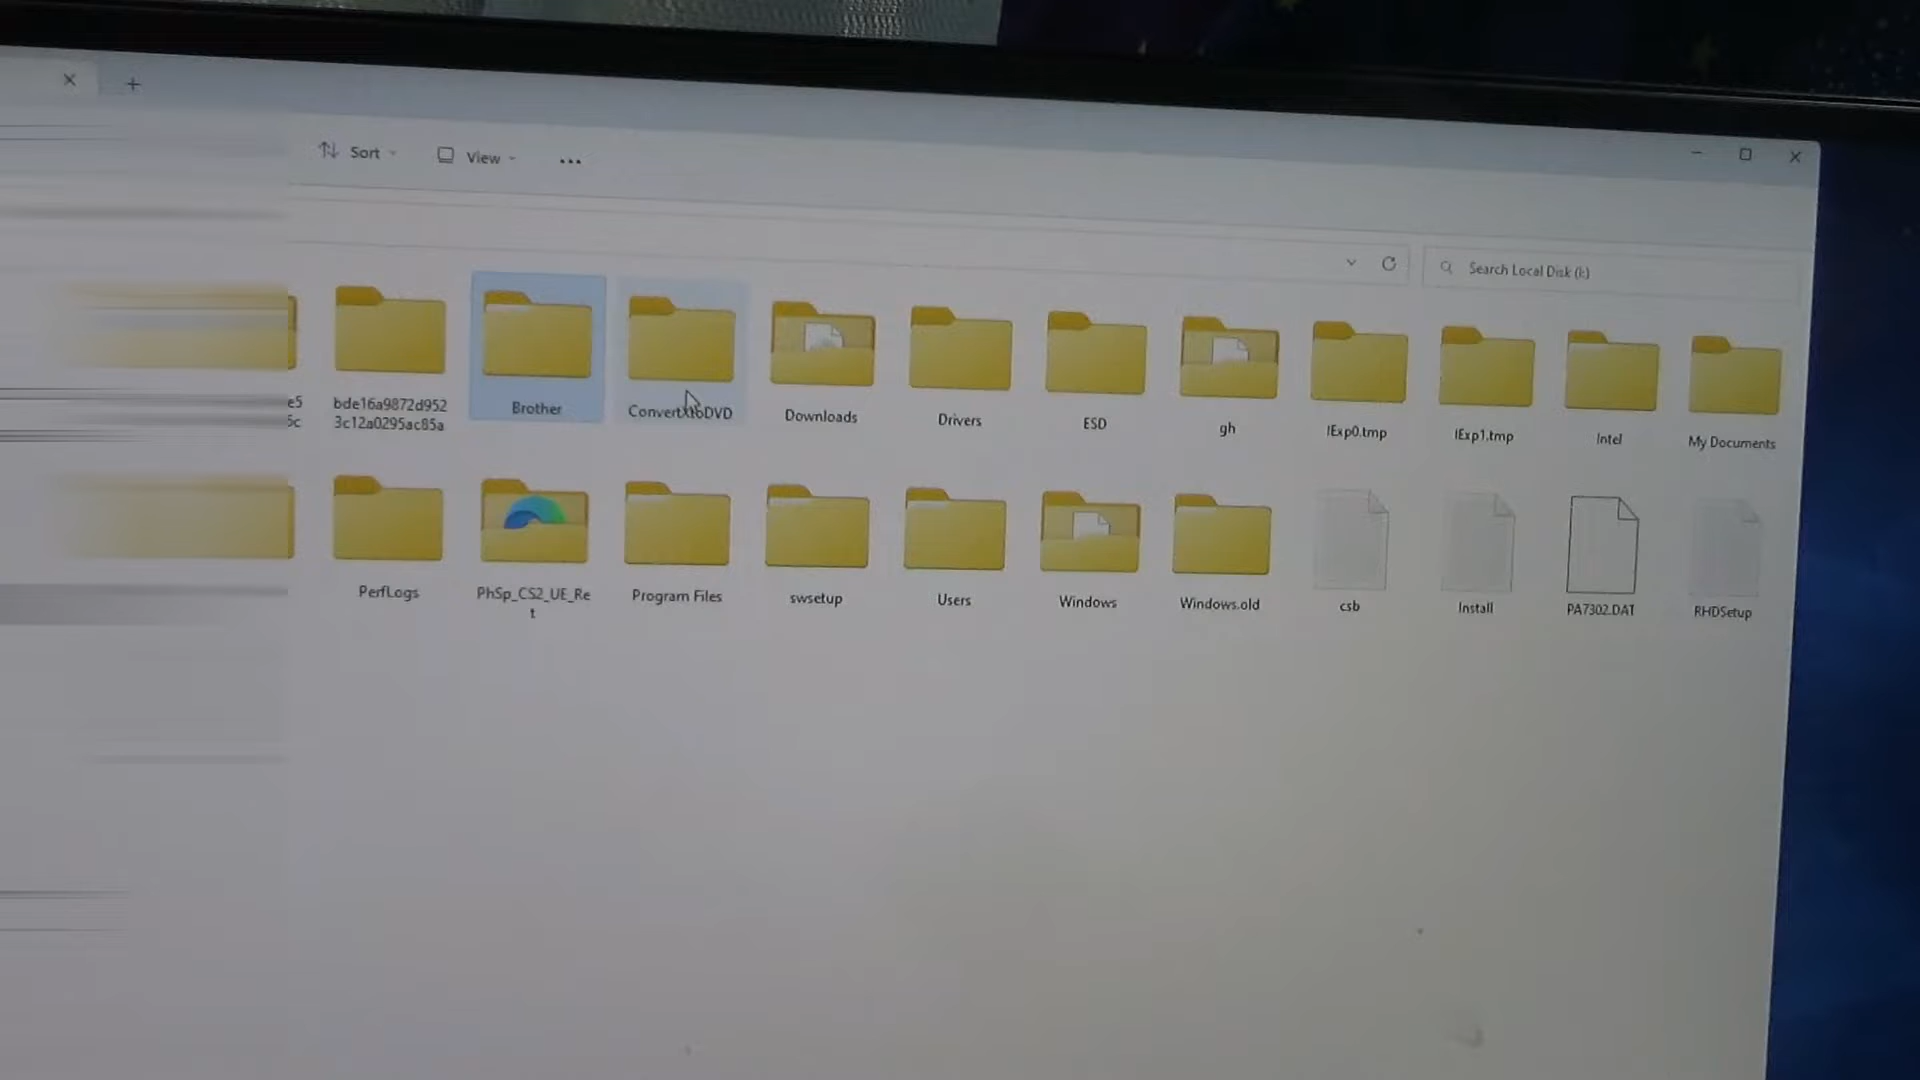 Sort
View
Search Local Disk (I:)
e5
5c
bde16a9872d952
3c12a0295ac85a
Brother
ConvertXtoDVD
Downloads
Drivers
ESD
gh
IExp0.tmp
IExp1.tmp
Intel
My Documents
PerfLogs
PhSp_CS2_UE_Re
t
Program Files
swsetup
Users
Windows
Windows.old
csb
Install
PA7302.DAT
RHDSetup